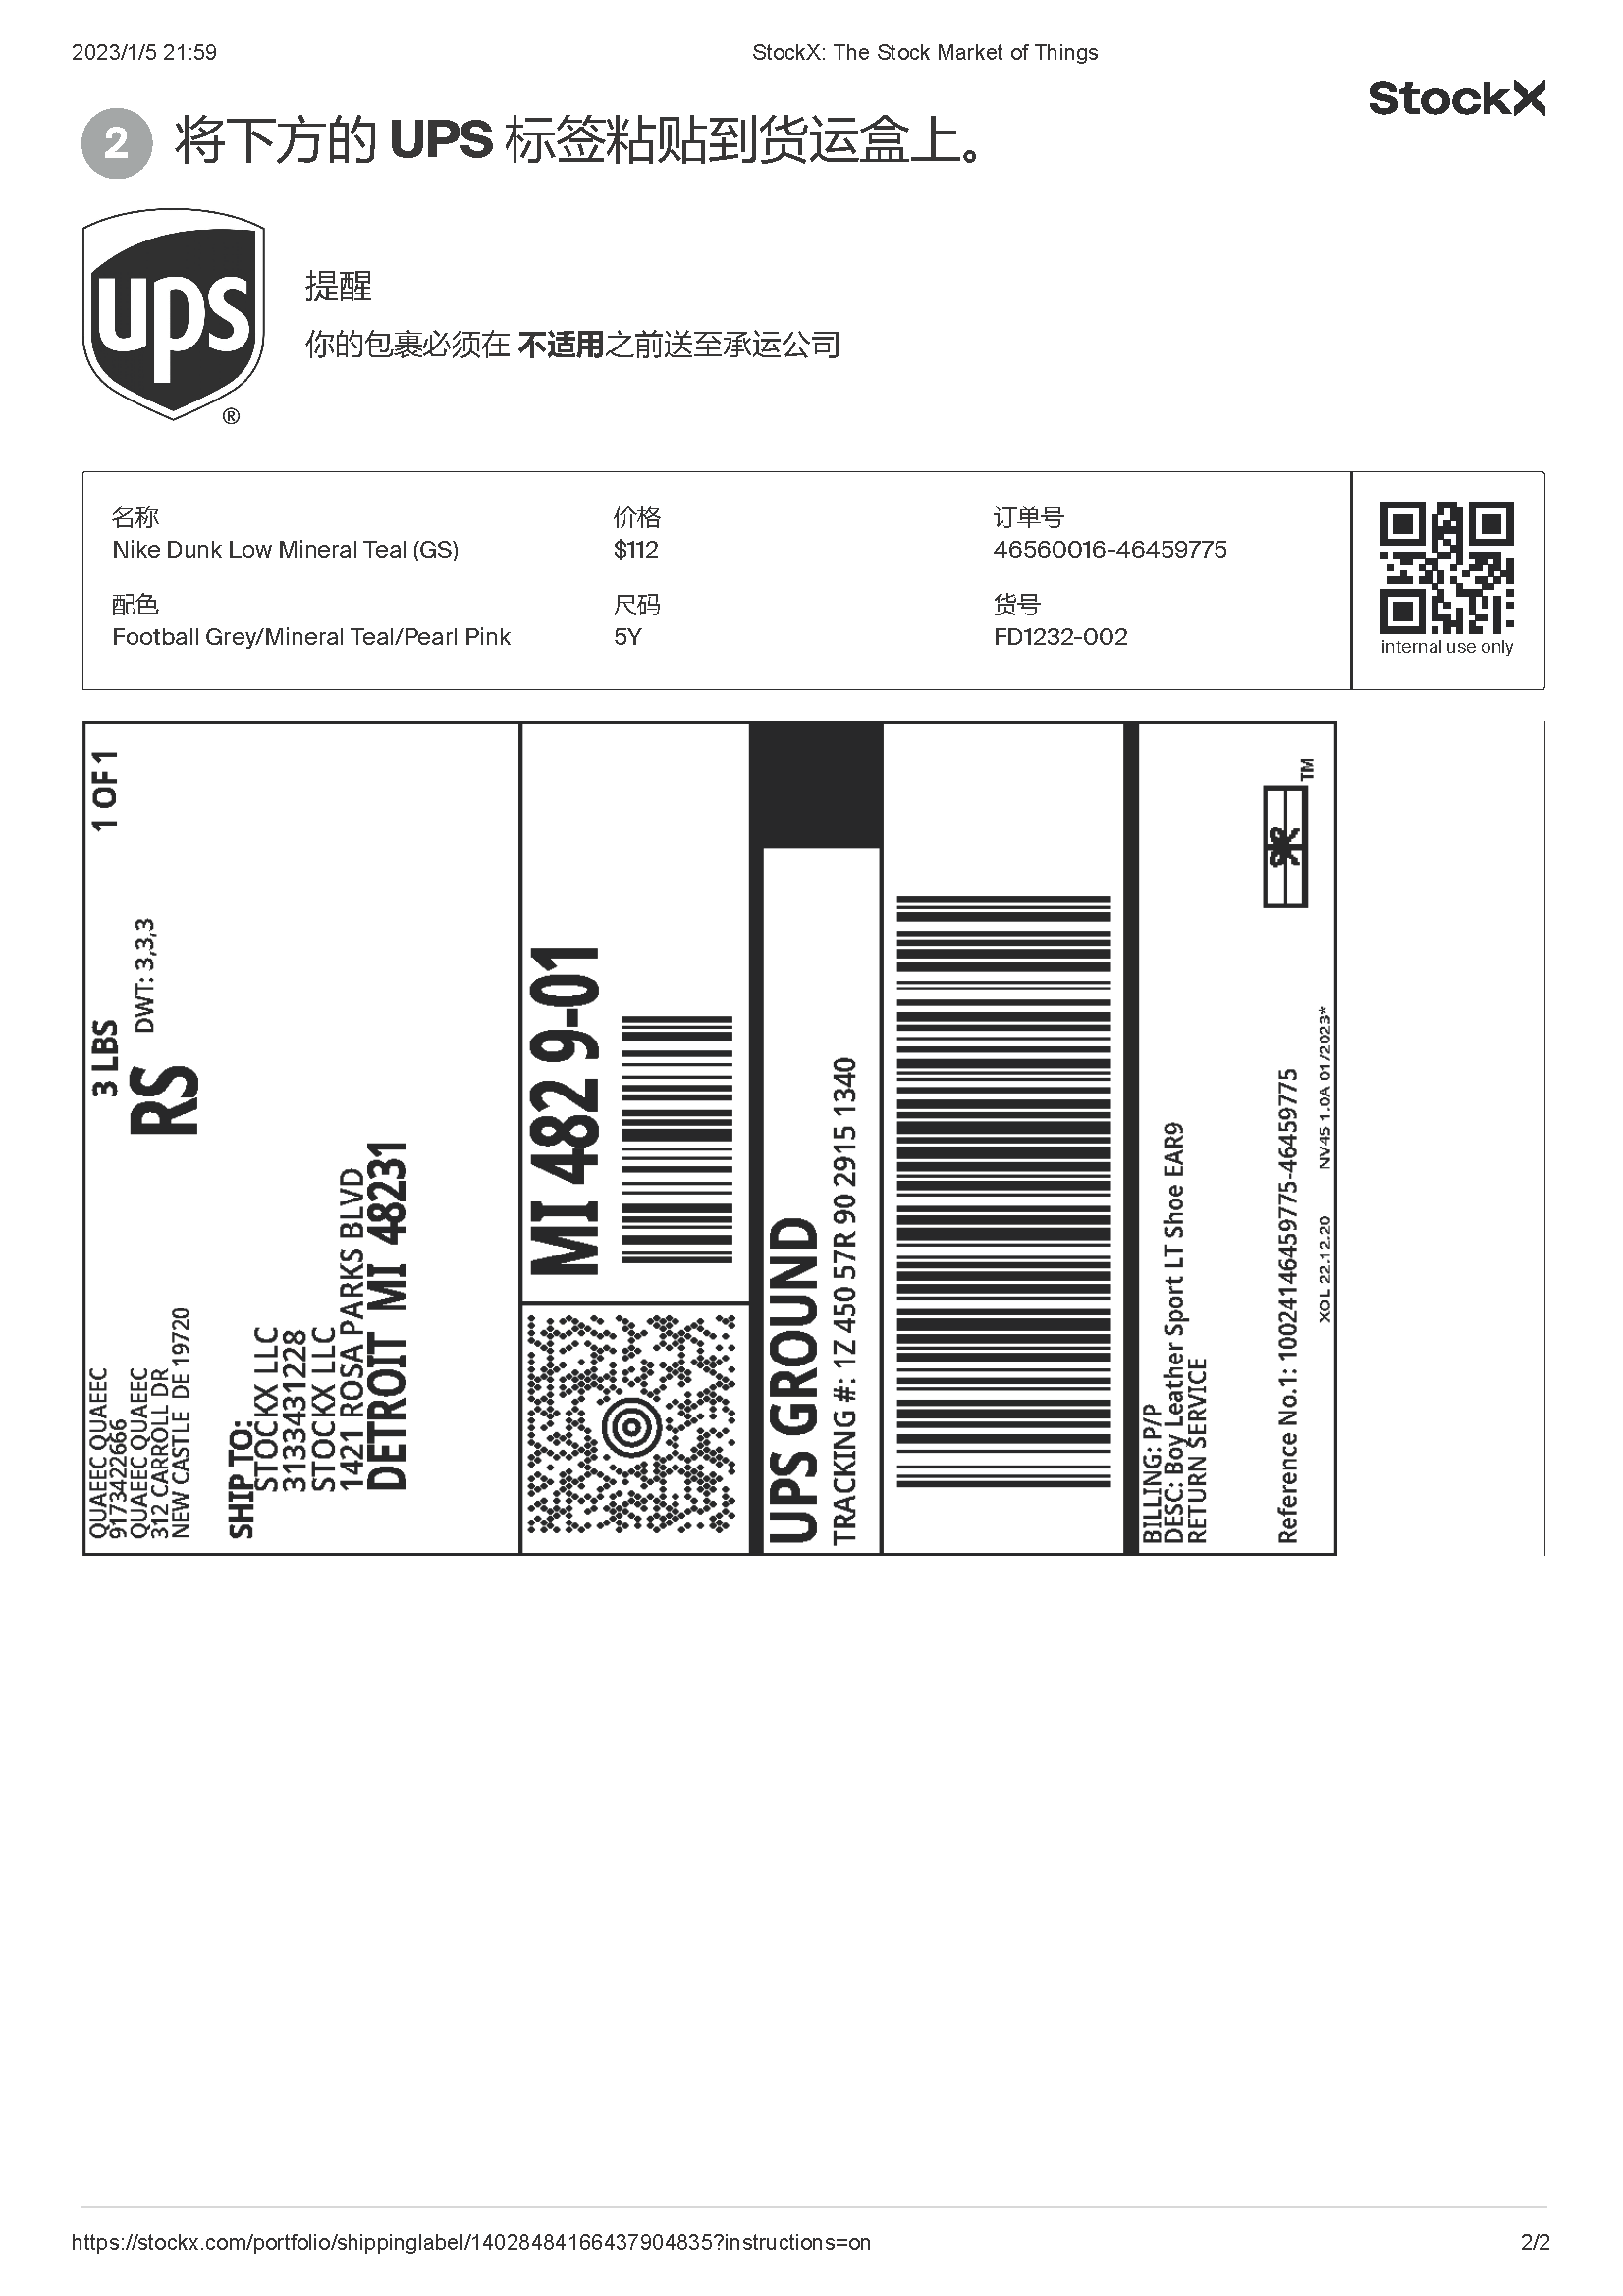 2023/1/5 21:59
StockX: The Stock Market of Things
StockX
2 将下方的 UPS 标签粘贴到货运盒上。
ups
®
提醒
你的包裹必须在 不适用之前送至承运公司
名称
Nike Dunk Low Mineral Teal (GS)
价格
$112
订单号
46560016-46459775
配色
Football Grey/Mineral Teal/Pearl Pink
尺码
5Y
货号
FD1232-002
internal use only
QUAEEC QUAEEC
9173422666
QUAEEC QUAEEC
312 CARROLL DR
NEW CASTLE DE 19720
3 LBS
1 OF 1
RS
DWT: 3,3,3
SHIP TO:
STOCKX LLC
3133431228
STOCKX LLC
1421 ROSA PARKS BLVD
DETROIT MI 48231
MI 482 9-01
UPS GROUND
TRACKING #: 1Z 450 57R 90 2915 1340
BILLING: P/P
DESC: Boy Leather Sport LT Shoe EAR9
RETURN SERVICE
Reference No.1: 10024146459775-46459775
XOL 22.12.20 NV45 1.0A 01/2023*
TM
https://stockx.com/portfolio/shippinglabel/14028484166437904835?instructions=on
2/2